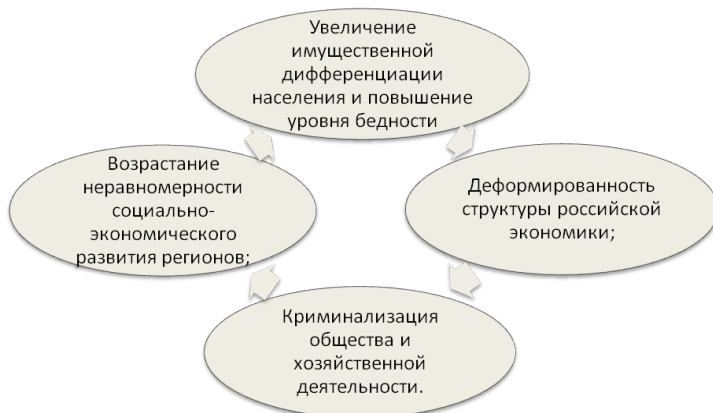 Увеличение
имущественной
дифференциации
населения и повышение
уровня бедности
Возрастание
неравномерности
социально-
экономического
развития регионов;
Деформированность
структуры российской
экономики;
Криминализация
общества и
хозяйственной
деятельности.